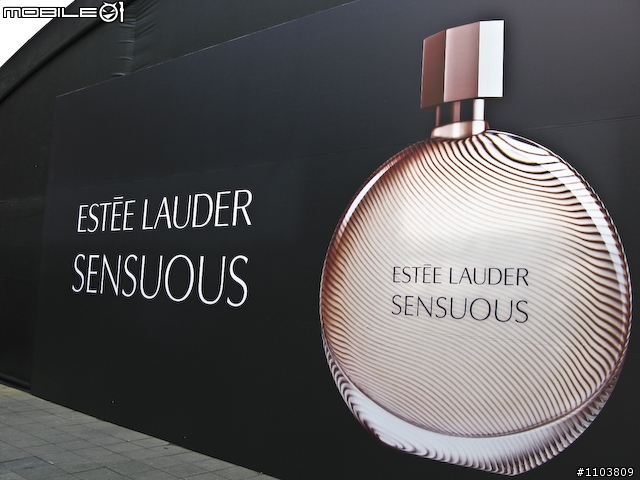 MOBILE01
ESTĒE LAUDER
SENSUOUS
ESTĒE LAUDER
SENSUOUS
#1103809